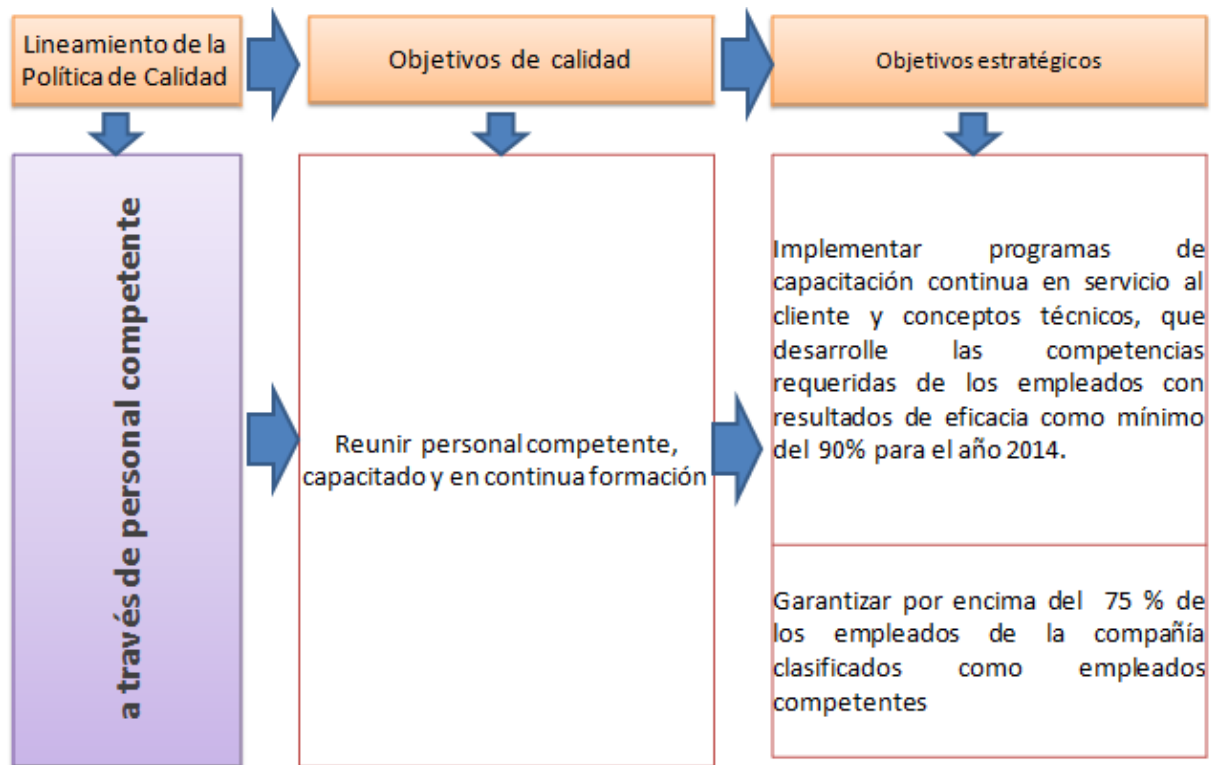 Lineamiento de la
Política de Calidad
Objetivos de calidad
Objetivos estratégicos
a través de personal competente
Reunir personal competente,
capacitado y en continua formación
Implementar programas de
capacitación continua en servicio al
cliente y conceptos técnicos, que
desarrolle las competencias
requeridas de los empleados con
resultados de eficacia como mínimo
del 90% para el año 2014.
Garantizar por encima del 75 % de
los empleados de la compañía
clasificados como empleados
competentes